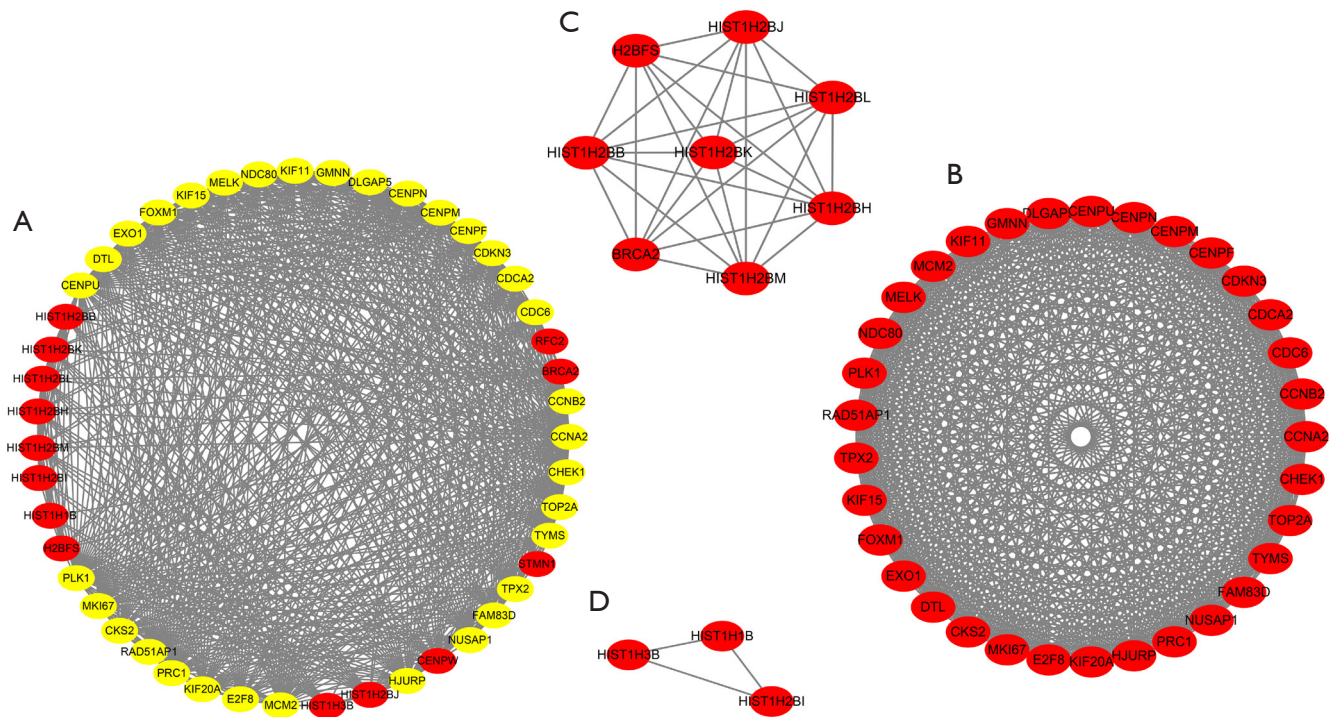 A
NDC80
KIF11
GMNN
DLGAP5
CENPN
CENPM
CENPF
CDKN3
CDCA2
CDC6
RFC2
BRCA2
CCNB2
CCNA2
CHEK1
TOP2A
TYMS
STMN1
TPX2
FAM83D
NUSAP1
CENPW
HJURP
HIST1H2BJ
HIST1H3B
MCM2
E2F8
KIF20A
PRC1
RAD51AP1
CKS2
MKI67
PLK1
H2BFS
HIST1H1B
HIST1H2BI
HIST1H2BM
HIST1H2BH
HIST1H2BL
HIST1H2BK
HIST1H2BB
CENPU
DTL
EXO1
FOXM1
KIF15
MELK
C
HIST1H2BJ
H2BFS
HIST1H2BL
HIST1H2BB
HIST1H2BK
HIST1H2BH
BRCA2
HIST1H2BM
B
DLGAP
CENPU
CENPN
CENPM
CENPF
CDKN3
CDCA2
CDC6
CCNB2
CCNA2
CHEK1
TOP2A
TYMS
FAM83D
NUSAP1
PRC1
HJURP
KIF20A
E2F8
MKI67
CKS2
DTL
EXO1
FOXM1
KIF15
TPX2
RAD51AP1
PLK1
NDC80
MELK
MCM2
KIF11
GMNN
D
HIST1H1B
HIST1H3B
HIST1H2BI